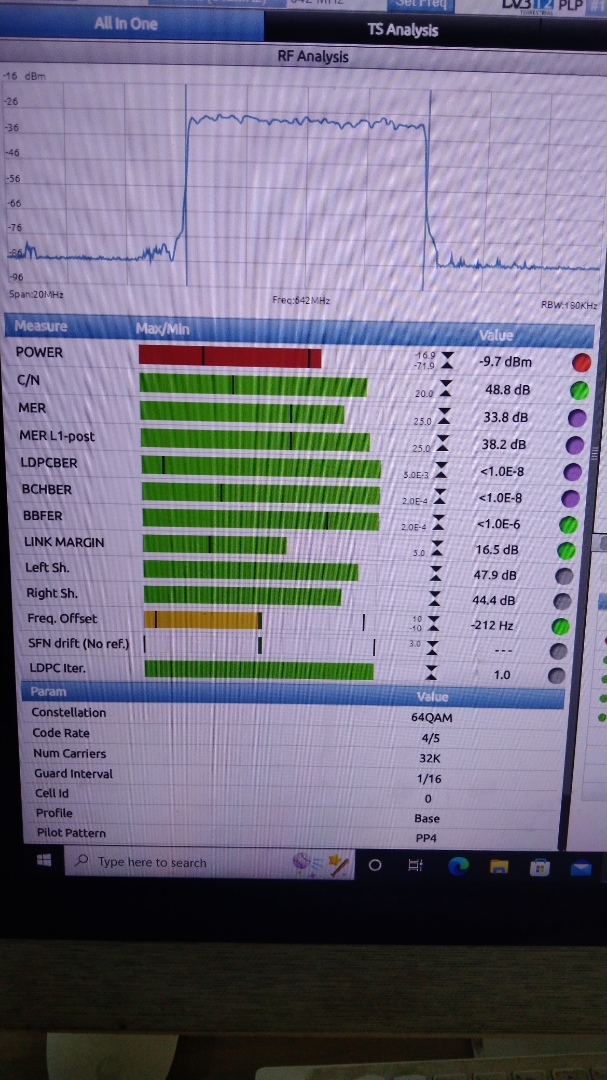 642 MHz Set Freq DVB T2 PLP #1
All In One TS Analysis
RF Analysis
-16 dBm
-26
-36
-46
-56
-66
-76
-86
-96
Span:20MHz Freq:642MHz RBW:180KHz
Measure Max/Min Value
POWER -16.9 -71.9 -9.7 dBm
C/N 20.0 48.8 dB
MER 25.0 33.8 dB
MER L1-post 25.0 38.2 dB
LDPCBER 5.0E-3 <1.0E-8
BCHBER 2.0E-4 <1.0E-8
BBFER 2.0E-4 <1.0E-6
LINK MARGIN 3.0 16.5 dB
Left Sh. 47.9 dB
Right Sh. 44.4 dB
Freq. Offset 10 -10 -212 Hz
SFN drift (No ref.) 3.0 ---
LDPC Iter. 1.0
Param Value
Constellation 64QAM
Code Rate 4/5
Num Carriers 32K
Guard Interval 1/16
Cell Id 0
Profile Base
Pilot Pattern PP4
Type here to search